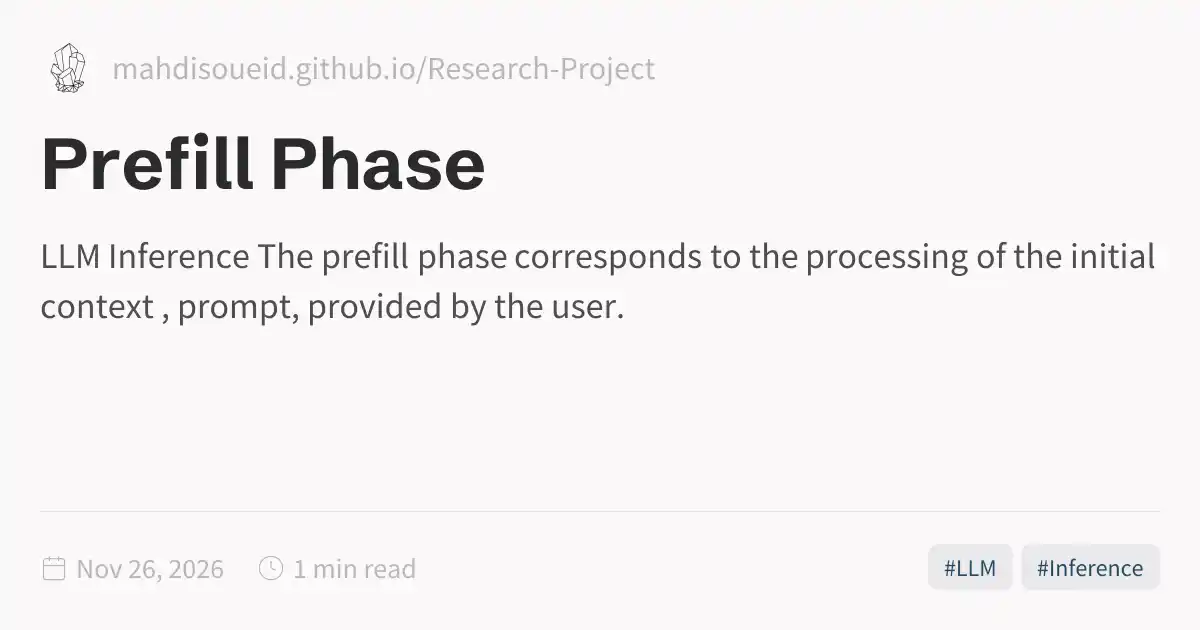 mahdisoueid.github.io/Research-Project
Prefill Phase
LLM Inference The prefill phase corresponds to the processing of the initial
context , prompt, provided by the user.
Nov 26, 2026 1 min read #LLM #Inference